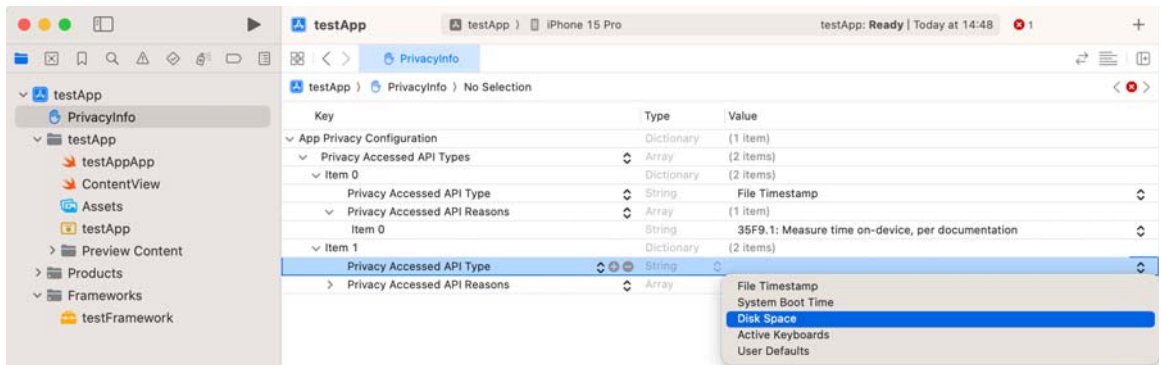 testApp
testApp
iPhone 15 Pro
testApp: Ready | Today at 14:48
1
PrivacyInfo
testApp
PrivacyInfo
No Selection
testApp
PrivacyInfo
testApp
testAppApp
ContentView
Assets
testApp
Preview Content
Products
Frameworks
testFramework
Key Type Value
App Privacy Configuration Dictionary (1 item)
Privacy Accessed API Types Array (2 items)
Item 0 Dictionary (2 items)
Privacy Accessed API Type String File Timestamp
Privacy Accessed API Reasons Array (1 item)
Item 0 String 35F9.1: Measure time on-device, per documentation
Item 1 Dictionary (2 items)
Privacy Accessed API Type String
Privacy Accessed API Reasons Array
File Timestamp
System Boot Time
Disk Space
Active Keyboards
User Defaults